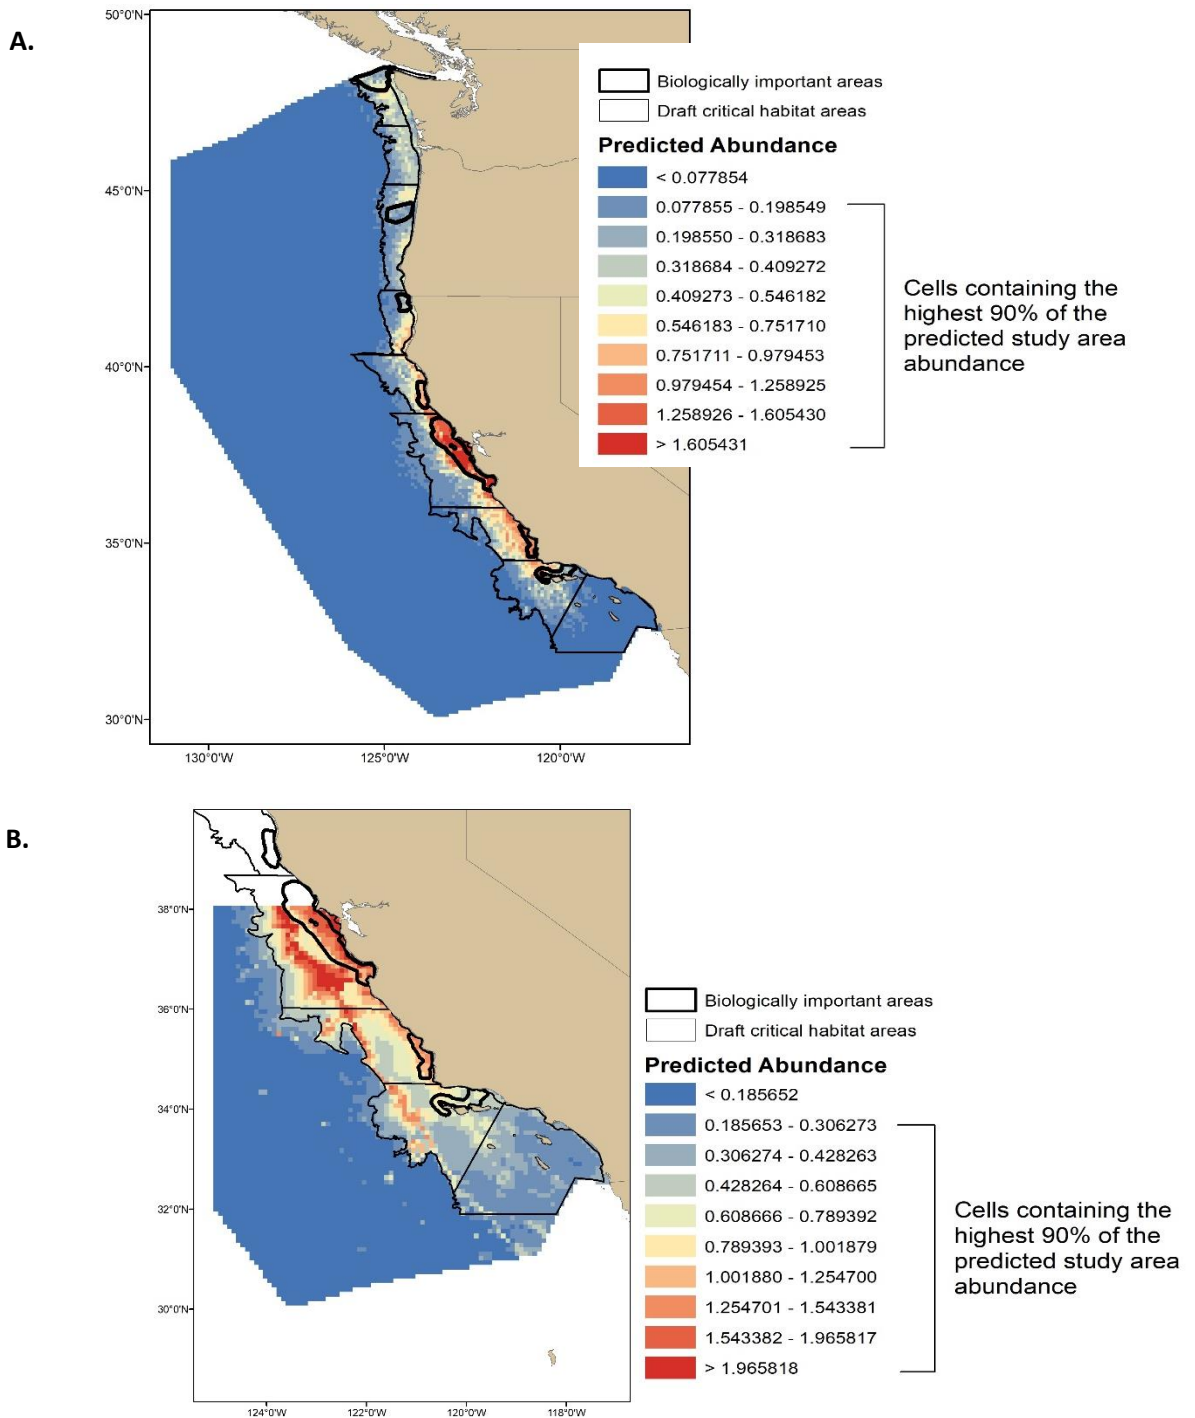 A.
50°0'N
45°0'N
40°0'N
35°0'N
30°0'N
130°0'W
125°0'W
120°0'W
Biologically important areas
Draft critical habitat areas
Predicted Abundance
< 0.077854
0.077855 - 0.198549
0.198550 - 0.318683
0.318684 - 0.409272
0.409273 - 0.546182
0.546183 - 0.751710
0.751711 - 0.979453
0.979454 - 1.258925
1.258926 - 1.605430
> 1.605431
Cells containing the
highest 90% of the
predicted study area
abundance
B.
38°0'N
36°0'N
34°0'N
32°0'N
30°0'N
124°0'W
122°0'W
120°0'W
118°0'W
Biologically important areas
Draft critical habitat areas
Predicted Abundance
< 0.185652
0.185653 - 0.306273
0.306274 - 0.428263
0.428264 - 0.608665
0.608666 - 0.789392
0.789393 - 1.001879
1.001880 - 1.254700
1.254701 - 1.543381
1.543382 - 1.965817
> 1.965818
Cells containing the
highest 90% of the
predicted study area
abundance